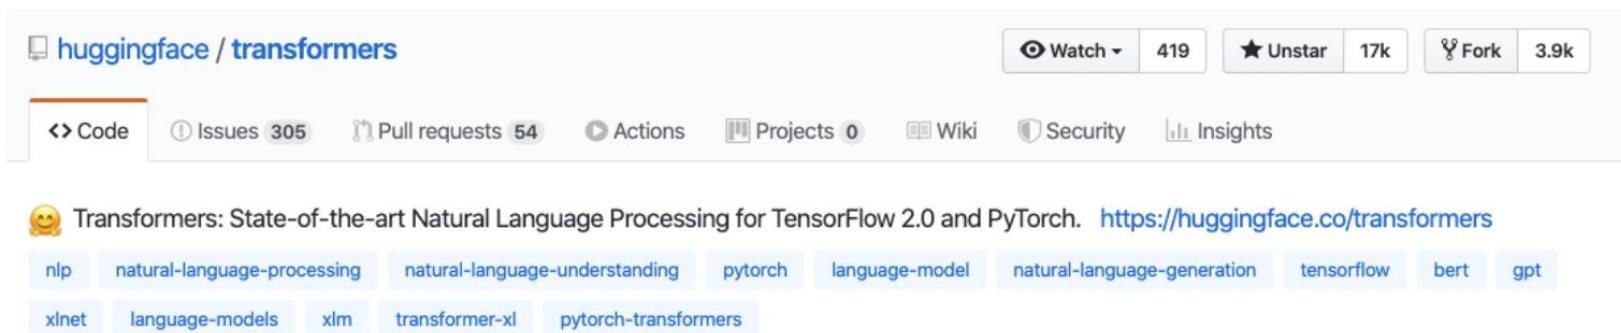 huggingface / transformers
Watch 419 Unstar 17k Fork 3.9k
<> Code Issues 305 Pull requests 54 Actions Projects 0 Wiki Security Insights
🤗 Transformers: State-of-the-art Natural Language Processing for TensorFlow 2.0 and PyTorch. https://huggingface.co/transformers
nlp natural-language-processing natural-language-understanding pytorch language-model natural-language-generation tensorflow bert gpt
xlnet language-models xlm transformer-xl pytorch-transformers